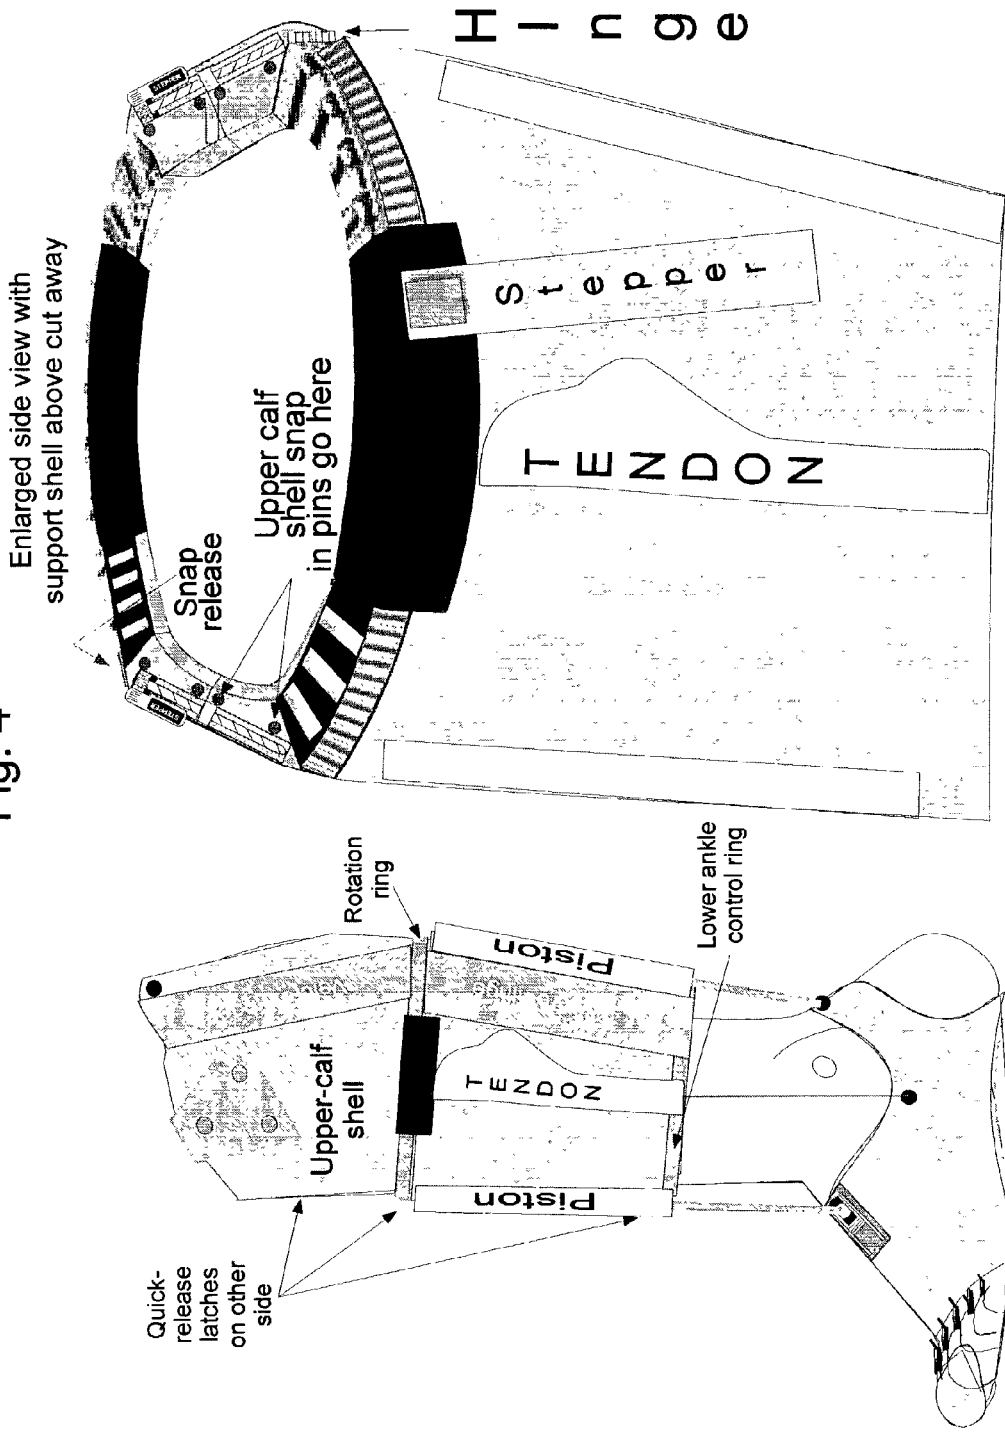 Fig. 4
Enlarged side view with
support shell above cut away
Snap
release
Upper calf
shell snap
in pins go here
STEPPER
STEPPER
Hinge
Stepper
TENDON
Quick-
release
latches
on other
side
Upper-calf
shell
Rotation
ring
Piston
TENDON
Piston
Lower ankle
control ring